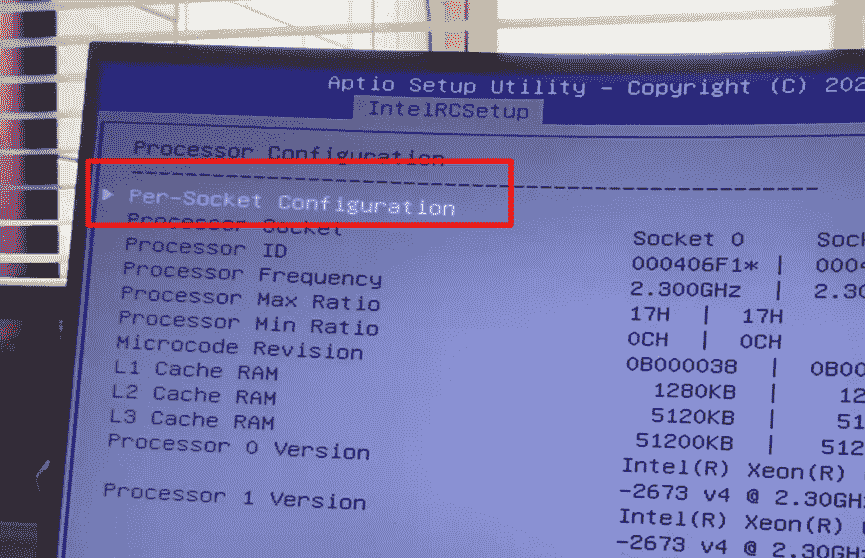 Aptio Setup Utility - Copyright (C)
IntelRCSetup
Processor Configuration
Per-Socket Configuration
Processor Socket Socket 0
Processor ID 000406F1* |
Processor Frequency 2.300GHz |
Processor Max Ratio 17H | 17H
Processor Min Ratio 0CH | 0CH
Microcode Revision 0B000038 |
L1 Cache RAM 1280KB |
L2 Cache RAM 5120KB |
L3 Cache RAM 51200KB |
Processor 0 Version Intel(R) Xeon(R)
-2673 v4 @ 2.30GHz
Processor 1 Version Intel(R) Xeon(R)
-2673 v4 @ 2.30GHz